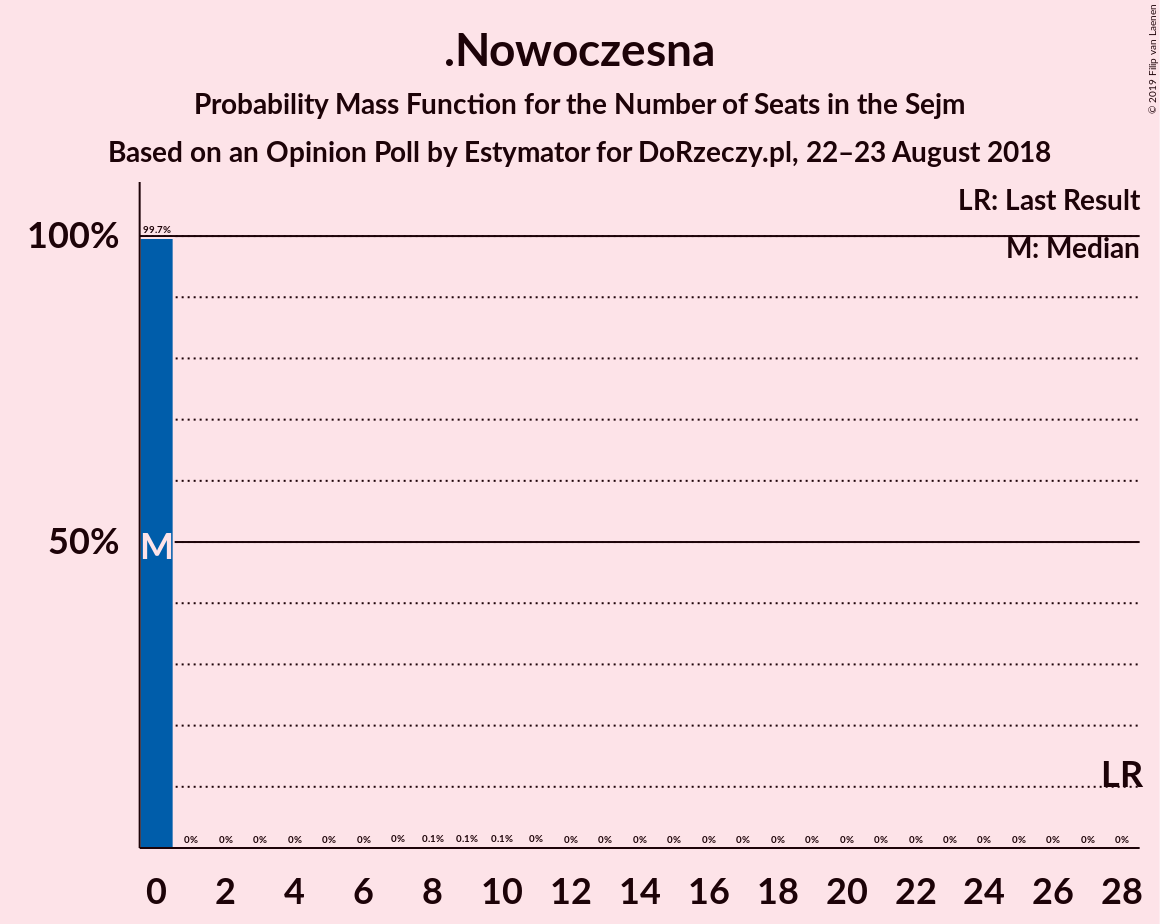 .Nowoczesna
Probability Mass Function for the Number of Seats in the Sejm
Based on an Opinion Poll by Estymator for DoRzeczy.pl, 22–23 August 2018
© 2019 Filip van Laenen
LR: Last Result
M: Median
100%
50%
99.7%
M
LR
0% 0% 0% 0% 0% 0% 0% 0.1% 0.1% 0.1% 0% 0% 0% 0% 0% 0% 0% 0% 0% 0% 0% 0% 0% 0% 0% 0% 0% 0%
0 2 4 6 8 10 12 14 16 18 20 22 24 26 28